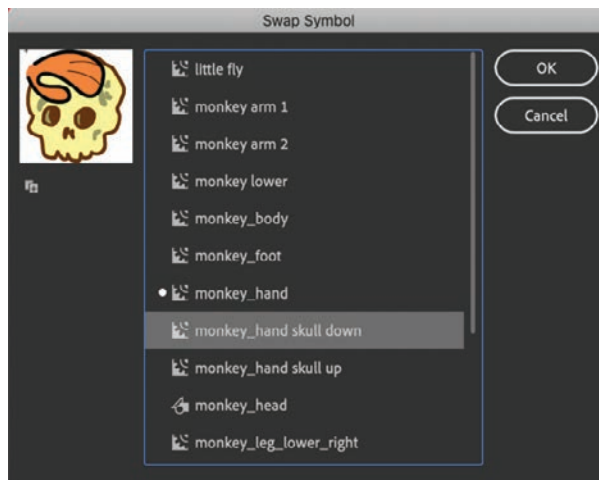 Swap Symbol
little fly
monkey arm 1
monkey arm 2
monkey lower
monkey_body
monkey_foot
monkey_hand
monkey_hand skull down
monkey_hand skull up
monkey_head
monkey_leg_lower_right
OK
Cancel